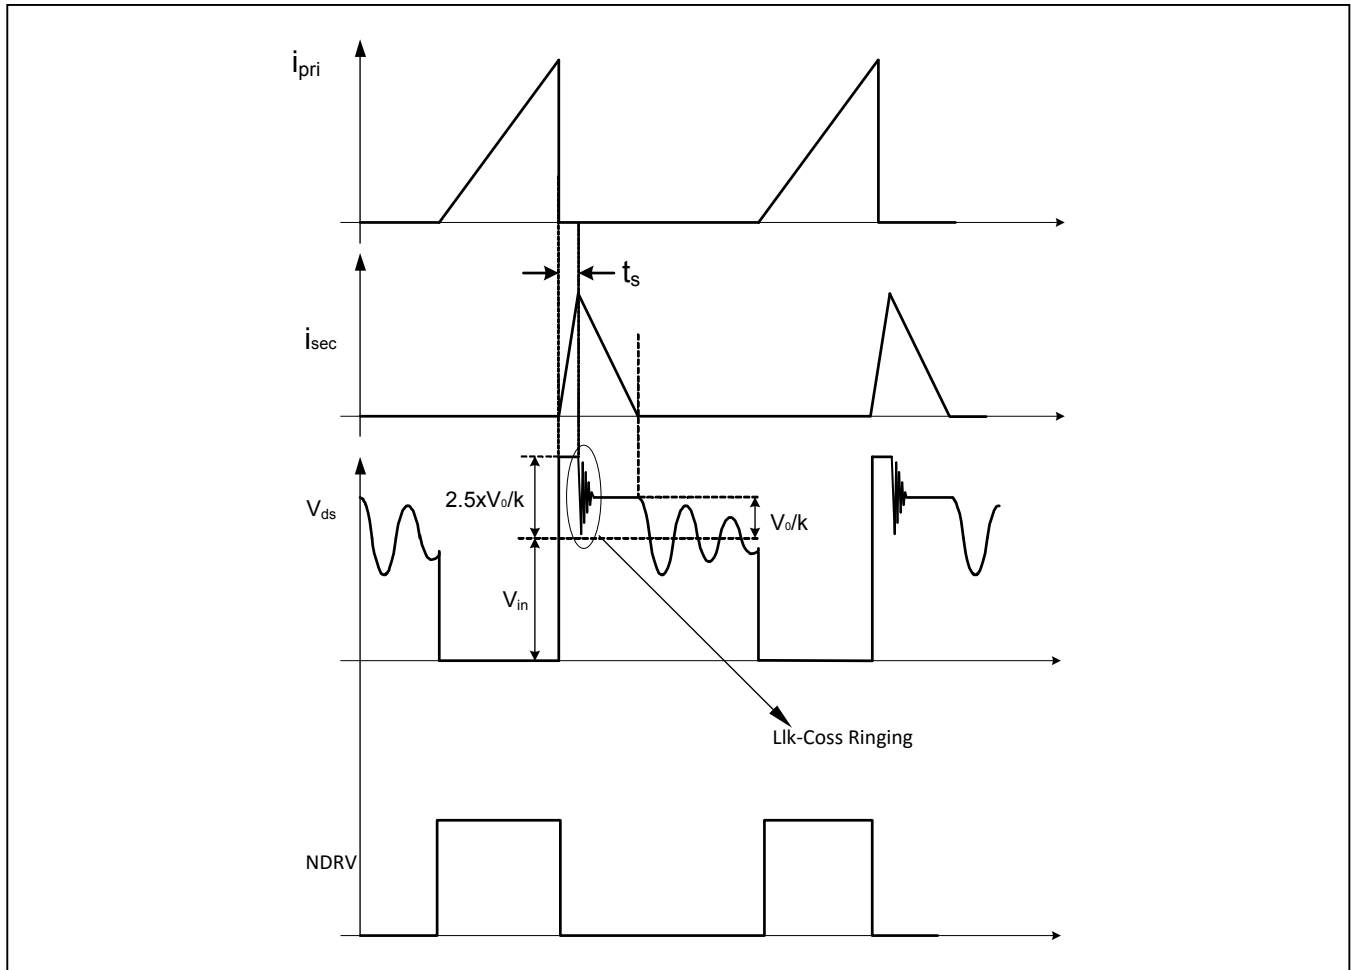 ipri
ts
isec
2.5xV0/k
Vds
V0/k
Vin
Llk-Coss Ringing
NDRV